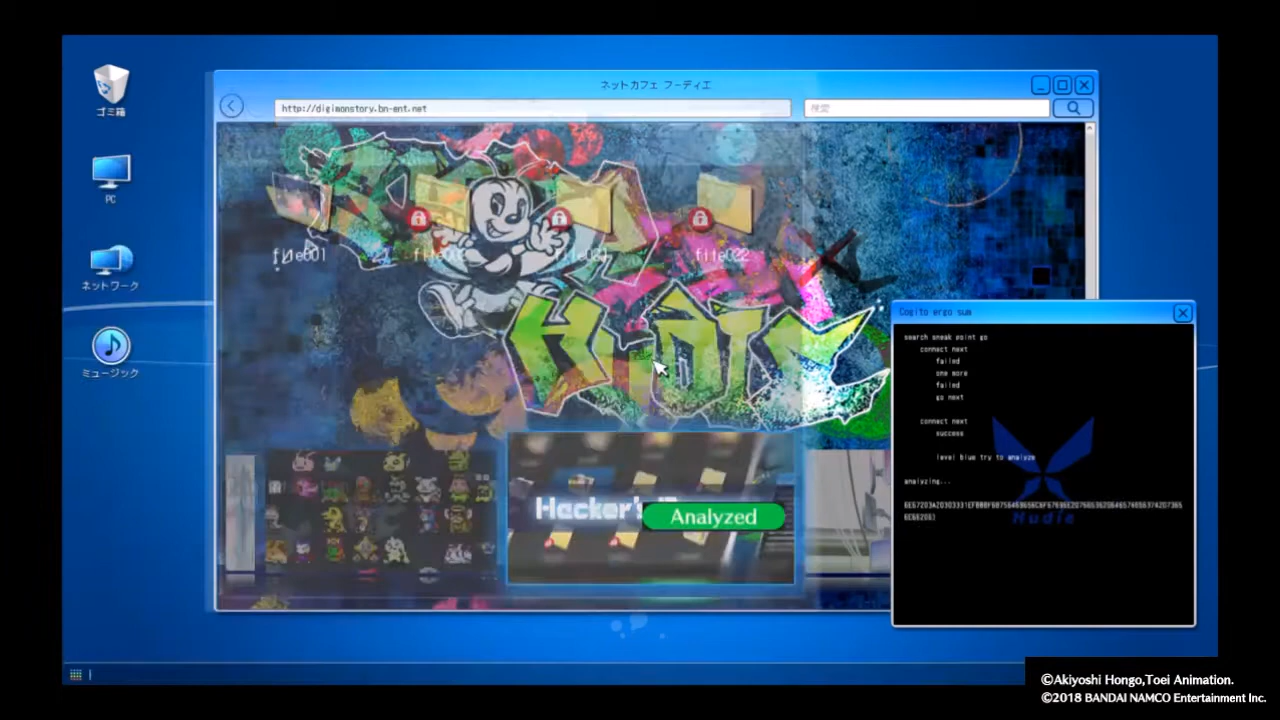 ゴミ箱
PC
ネットワーク
ミュージック
ネットカフェ フーディエ
http://digimonstory.bn-ent.net
検索
file001
file022
Hacker's
Analyzed
Cogito ergo sum
search sneak point go
connect next
failed
one more
failed
go next
connect next
success
level blue try to analyze
analyzing...
Hudie
©Akiyoshi Hongo,Toei Animation.
©2018 BANDAI NAMCO Entertainment Inc.